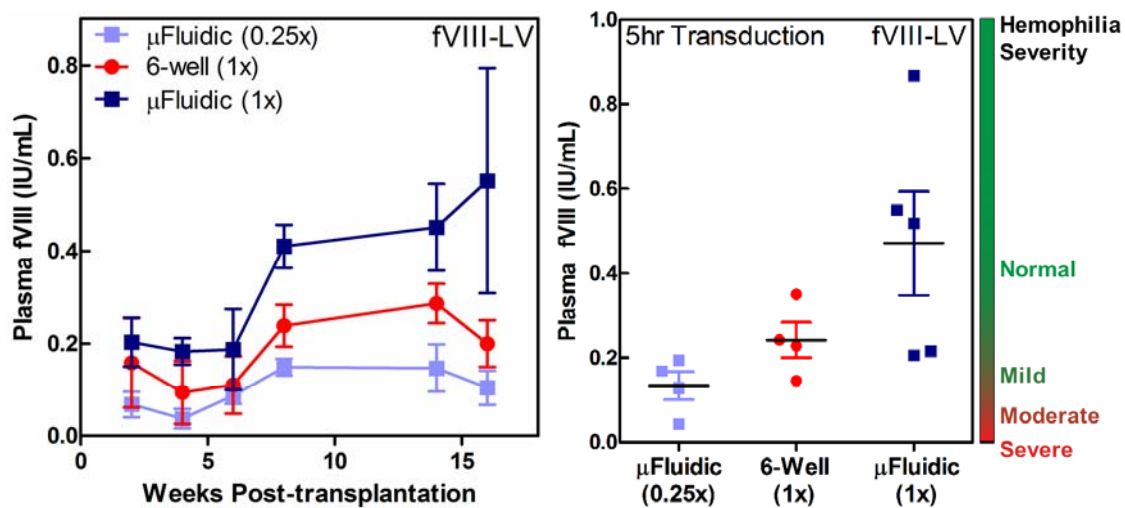 µFluidic (0.25x)
6-well (1x)
µFluidic (1x)
fVIII-LV
Plasma fVIII (IU/mL)
0.8
0.6
0.4
0.2
0.0
0
5
10
15
Weeks Post-transplantation
5hr Transduction
fVIII-LV
Plasma fVIII (IU/mL)
1.0
0.8
0.6
0.4
0.2
0.0
µFluidic
(0.25x)
6-Well
(1x)
µFluidic
(1x)
Hemophilia
Severity
Normal
Mild
Moderate
Severe